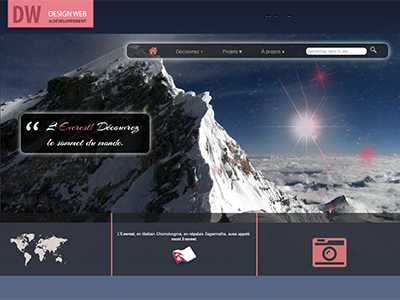 DW DESIGN WEB
& DÉVELOPPEMENT
Découvrez
Projets
À propos
Recherchez dans le site...
“ L'Everest! Découvrez
le sommet du monde.
L'Everest, en tibétain Chomolungma, en népalais Sagarmatha, aussi appelé
mont Everest